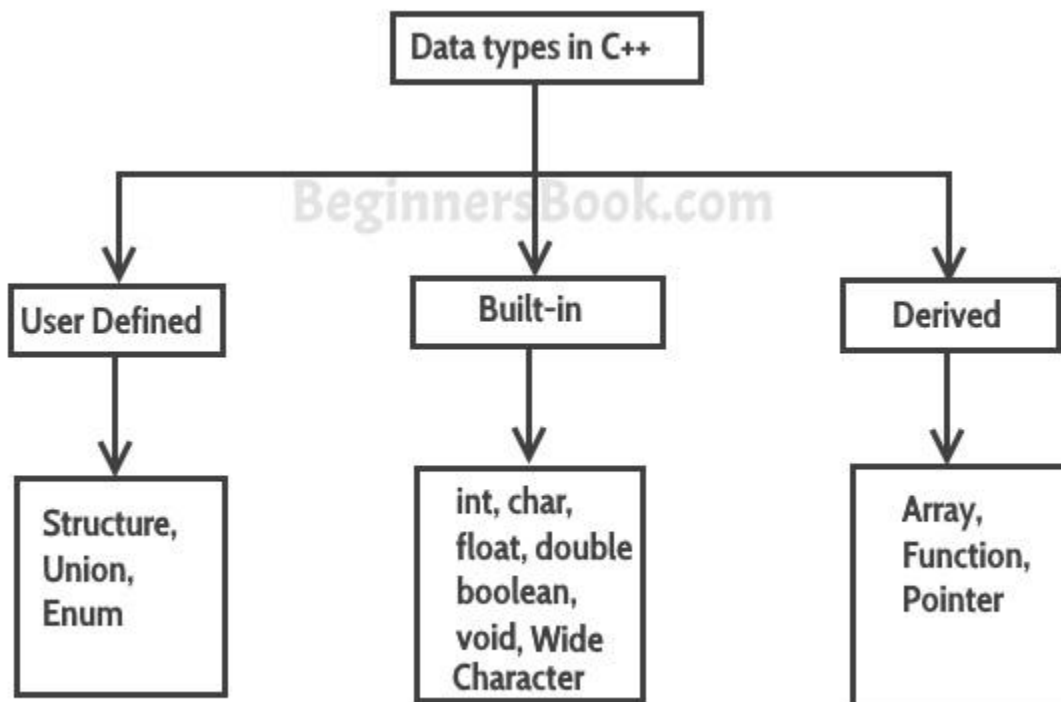 Data types in C++
BeginnersBook.com
User Defined
Built-in
Derived
Structure,
Union,
Enum
int, char,
float, double
boolean,
void, Wide
Character
Array,
Function,
Pointer